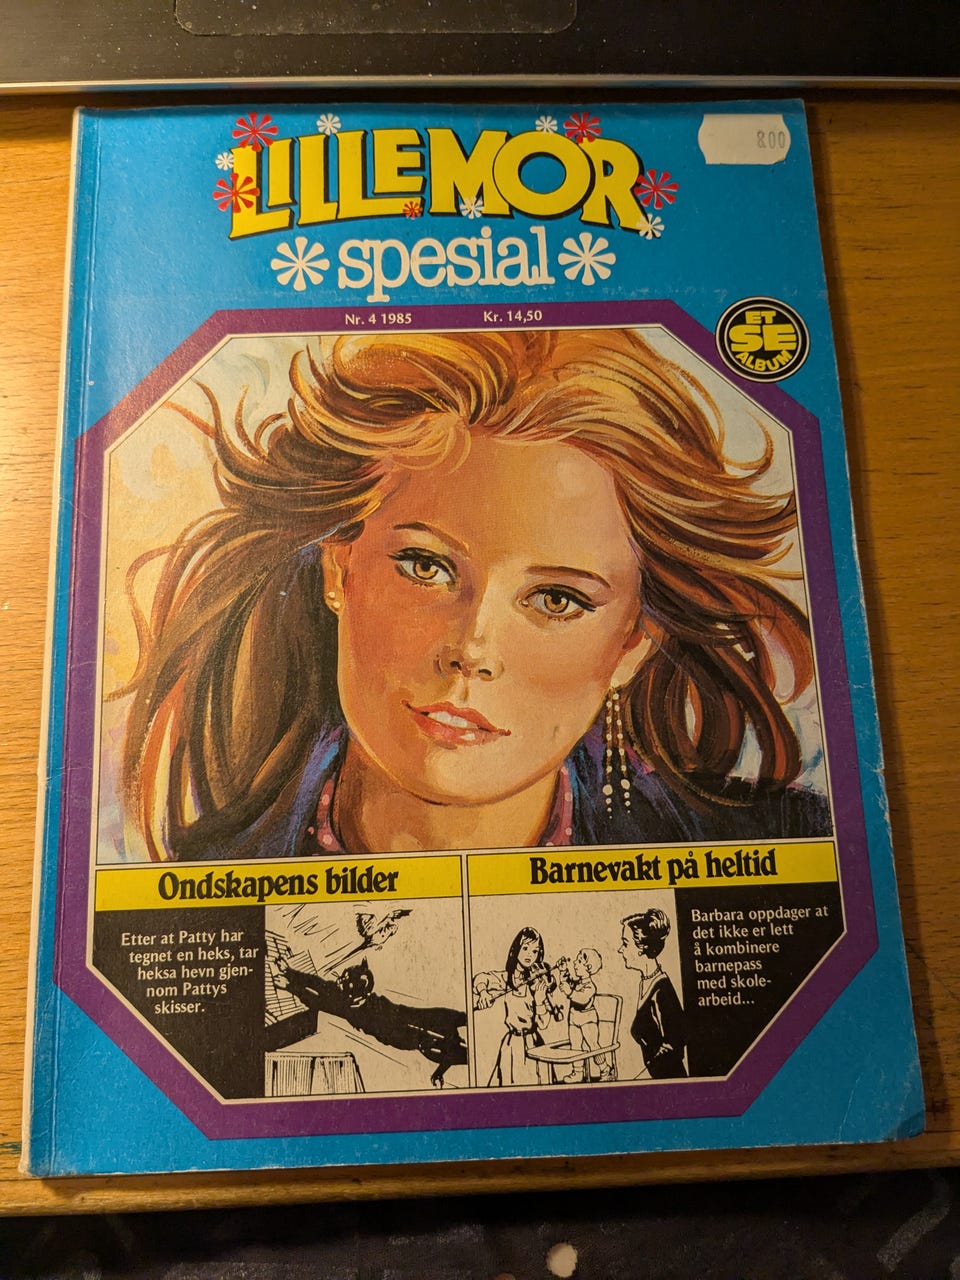 LILLEMOR
800
spesial
Nr. 4 1985 Kr. 14,50
ET
SE
ALBUM
Ondskapens bilder
Etter at Patty har
tegnet en heks, tar
heksa hevn gjen-
nom Pattys
skisser.
Barnevakt på heltid
Barbara oppdager at
det ikke er lett
å kombinere
barnepass
med skole-
arbeid...